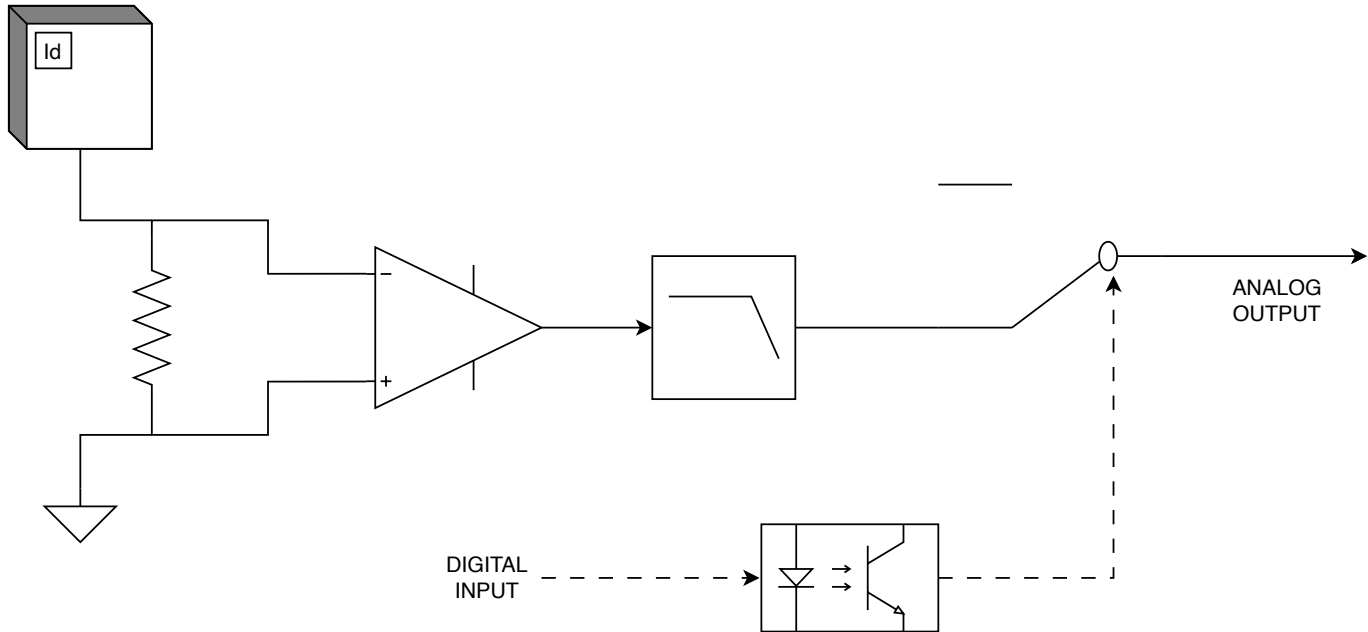 Id
−
+
ANALOG
OUTPUT
DIGITAL
INPUT